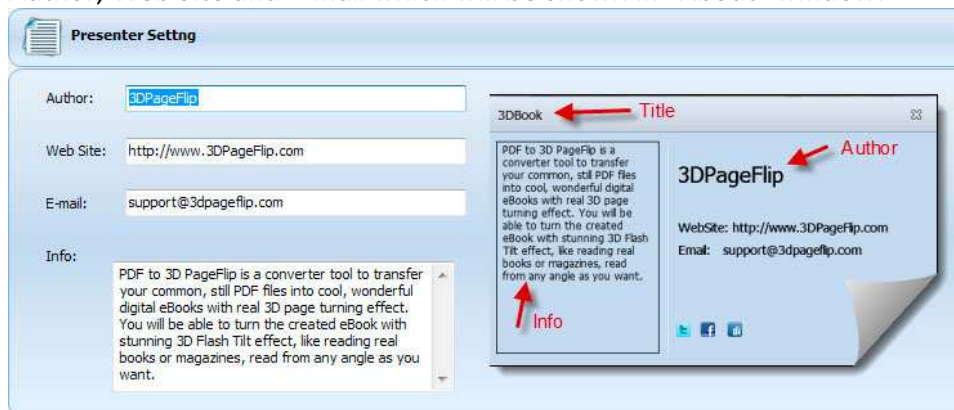 Presenter Settng
Author:
3DPageFlip
Web Site:
http://www.3DPageFlip.com
E-mail:
support@3dpageflip.com
Info:
PDF to 3D PageFlip is a converter tool to transfer
your common, still PDF files into cool, wonderful
digital eBooks with real 3D page turning effect.
You will be able to turn the created eBook with
stunning 3D Flash Tilt effect, like reading real
books or magazines, read from any angle as you
want.
3DBook
Title
PDF to 3D PageFlip is a
converter tool to transfer
your common, still PDF files
into cool, wonderful digital
eBooks with real 3D page
turning effect. You will be
able to turn the created
eBook with stunning 3D Flash
Tilt effect, like reading real
books or magazines, read
from any angle as you want.
Info
Author
3DPageFlip
WebSite: http://www.3DPageFlip.com
Email: support@3dpageflip.com